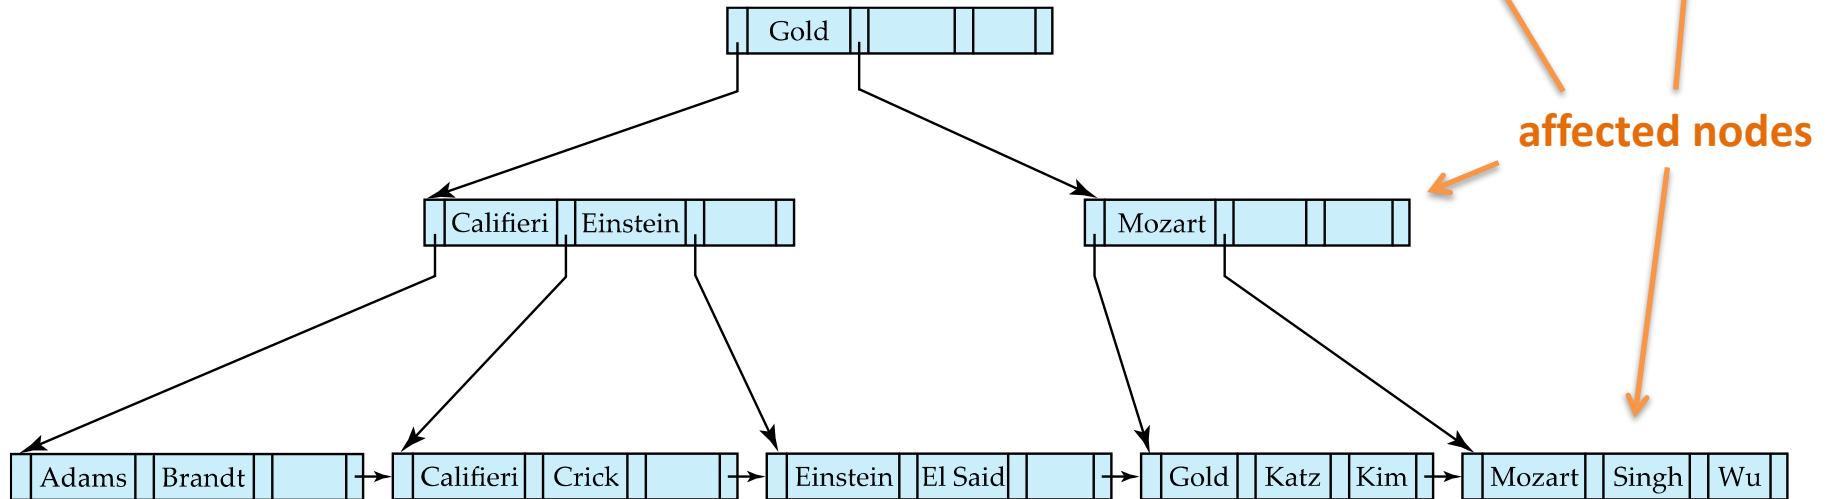 Gold
affected nodes
Califieri Einstein
Mozart
Adams Brandt
Califieri Crick
Einstein El Said
Gold Katz Kim
Mozart Singh Wu